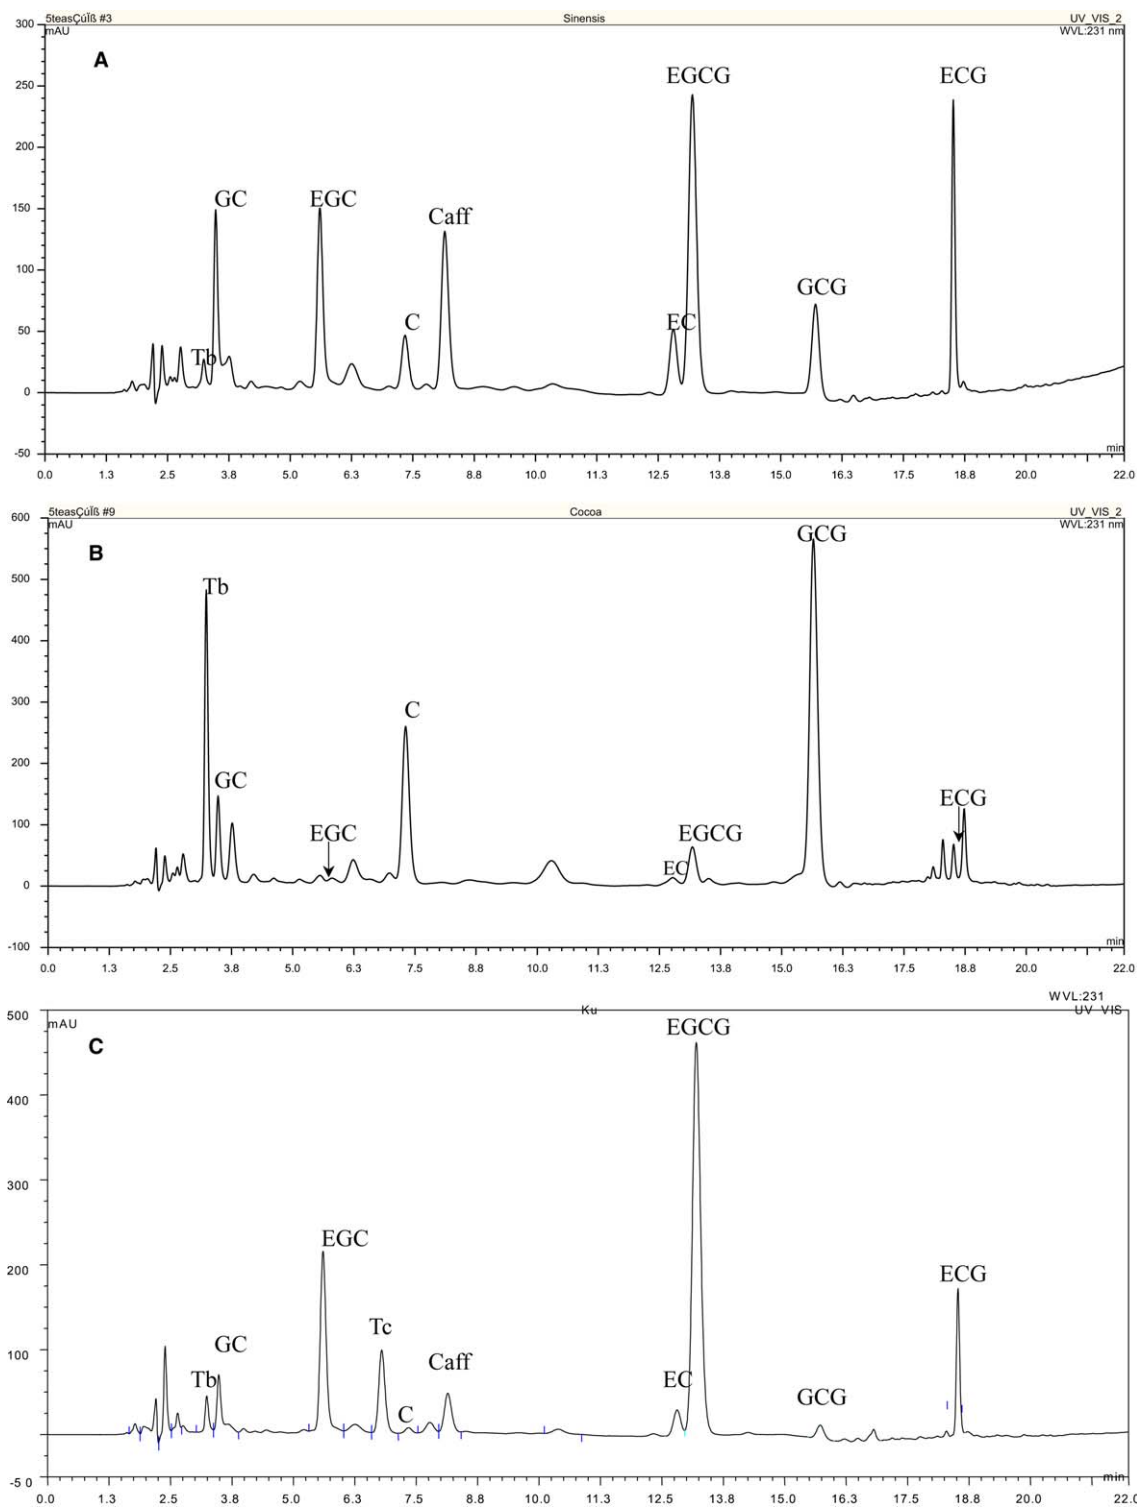 5teasÇúÏß #3 Sinensis UV_VIS_2
mAU WVL:231 nm
A
300
250
200
150
100
50
0
-50
EGCG
ECG
GC
EGC
Caff
GCG
C
EC
Tb
min
0.0 1.3 2.5 3.8 5.0 6.3 7.5 8.8 10.0 11.3 12.5 13.8 15.0 16.3 17.5 18.8 20.0 22.0
5teasÇúÏß #9 Cocoa UV_VIS_2
mAU WVL:231 nm
B
600
500
400
300
200
100
0
-100
GCG
Tb
C
GC
ECG
EGC
EGCG
EC
min
0.0 1.3 2.5 3.8 5.0 6.3 7.5 8.8 10.0 11.3 12.5 13.8 15.0 16.3 17.5 18.8 20.0 22.0
WVL:231
Ku UV VIS
mAU
C
500
400
300
200
100
-50
EGCG
EGC
ECG
Tc
GC
Caff
Tb
EC
GCG
C
min
0.0 1.3 2.5 3.8 5.0 6.3 7.5 8.8 10.0 11.3 12.5 13.8 15.0 16.3 17.5 18.8 20.0 22.0